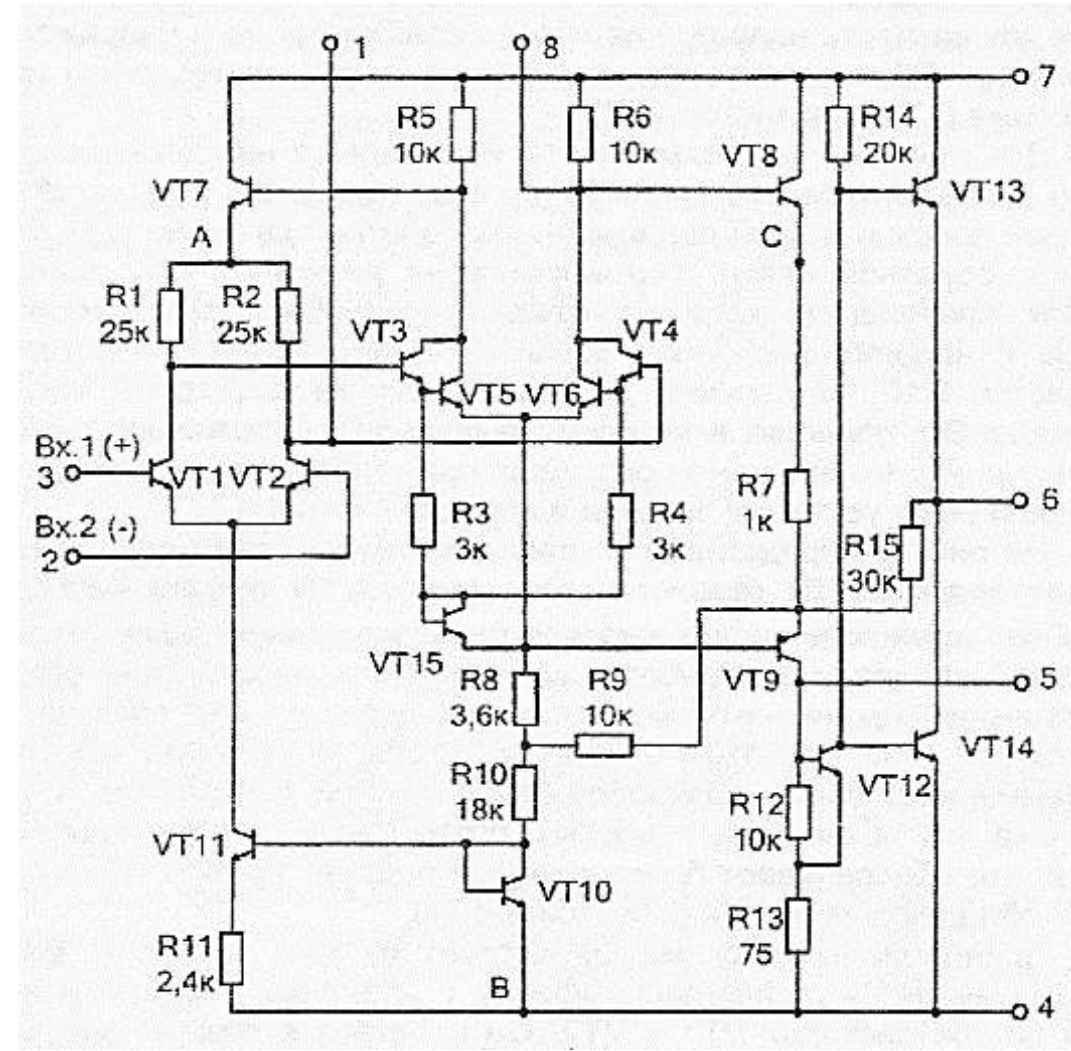 1
8
7
R5
10к
R6
10к
R14
20к
VT7
VT8
VT13
A
C
R1
25к
R2
25к
VT3
VT4
VT5
VT6
Вх.1 (+)
3
VT1
VT2
Вх.2 (-)
2
R3
3к
R4
3к
R7
1к
6
R15
30к
VT15
R8
3,6к
R9
10к
VT9
5
VT14
R10
18к
VT12
R12
10к
VT11
VT10
R13
75
R11
2,4к
B
4